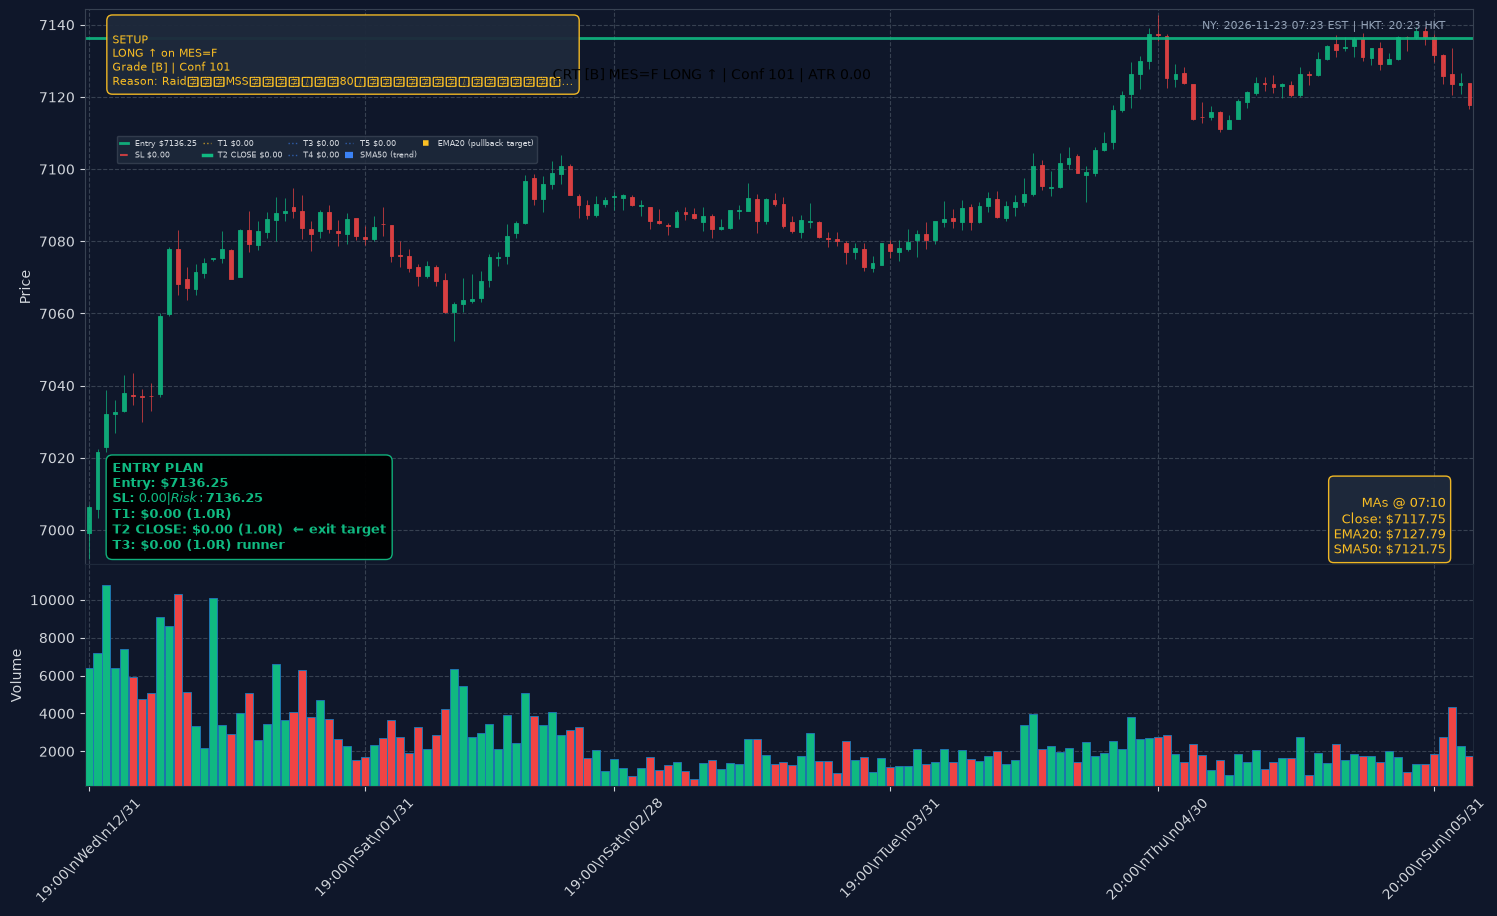 NY: 2026-11-23 07:23 EST | HKT: 20:23 HKT
SETUP
LONG ↑ on MES=F
Grade [B] | Conf 101
Reason: Raid MSS 80 ...
CRT [B] MES=F LONG ↑ | Conf 101 | ATR 0.00
Entry $7136.25 T1 $0.00 T3 $0.00 T5 $0.00 EMA20 (pullback target)
SL $0.00 T2 CLOSE $0.00 T4 $0.00 SMA50 (trend)
Price
7140
7120
7100
7080
7060
7040
7020
7000
ENTRY PLAN
Entry: $7136.25
SL: 0.00|Risk:7136.25
T1: $0.00 (1.0R)
T2 CLOSE: $0.00 (1.0R) ← exit target
T3: $0.00 (1.0R) runner
MAs @ 07:10
Close: $7117.75
EMA20: $7127.79
SMA50: $7121.75
Volume
10000
8000
6000
4000
2000
19:00\nWed\n12/31
19:00\nSat\n01/31
19:00\nSat\n02/28
19:00\nTue\n03/31
20:00\nThu\n04/30
20:00\nSun\n05/31